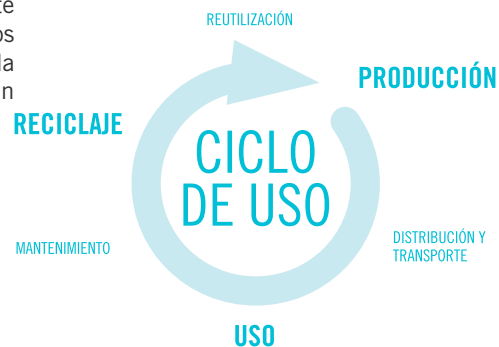 REUTILIZACIÓN
PRODUCCIÓN
RECICLAJE
CICLO
DE USO
DISTRIBUCIÓN Y
TRANSPORTE
MANTENIMIENTO
USO